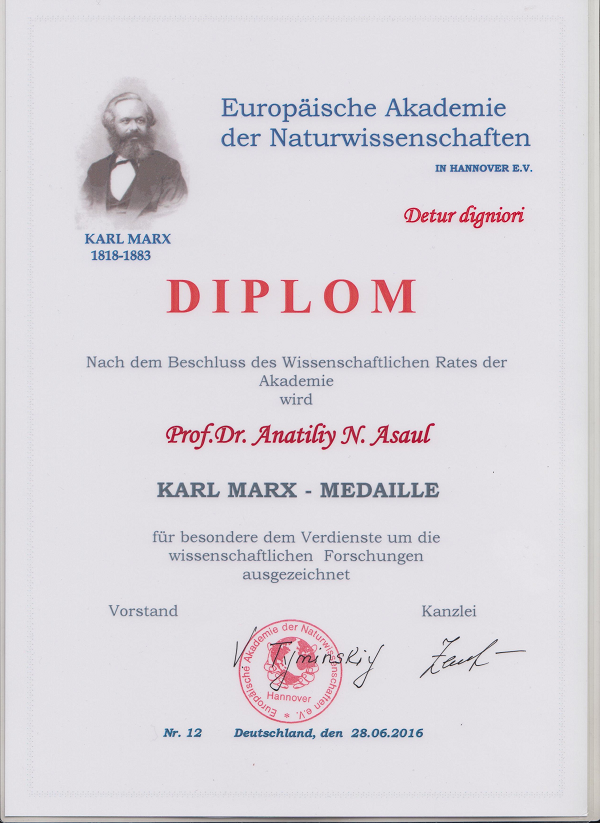 Europäische Akademie
der Naturwissenschaften
IN HANNOVER E.V.
Detur digniori
KARL MARX
1818-1883
DIPLOM
Nach dem Beschluss des Wissenschaftlichen Rates der
Akademie
wird
Prof.Dr. Anatiliy N. Asaul
KARL MARX - MEDAILLE
für besondere dem Verdienste um die
wissenschaftlichen Forschungen
ausgezeichnet
Vorstand
Kanzlei
V. Tyminskiy
Europäische Akademie der Naturwissenschaften e.V. *
Hannover
Nr. 12 Deutschland, den 28.06.2016